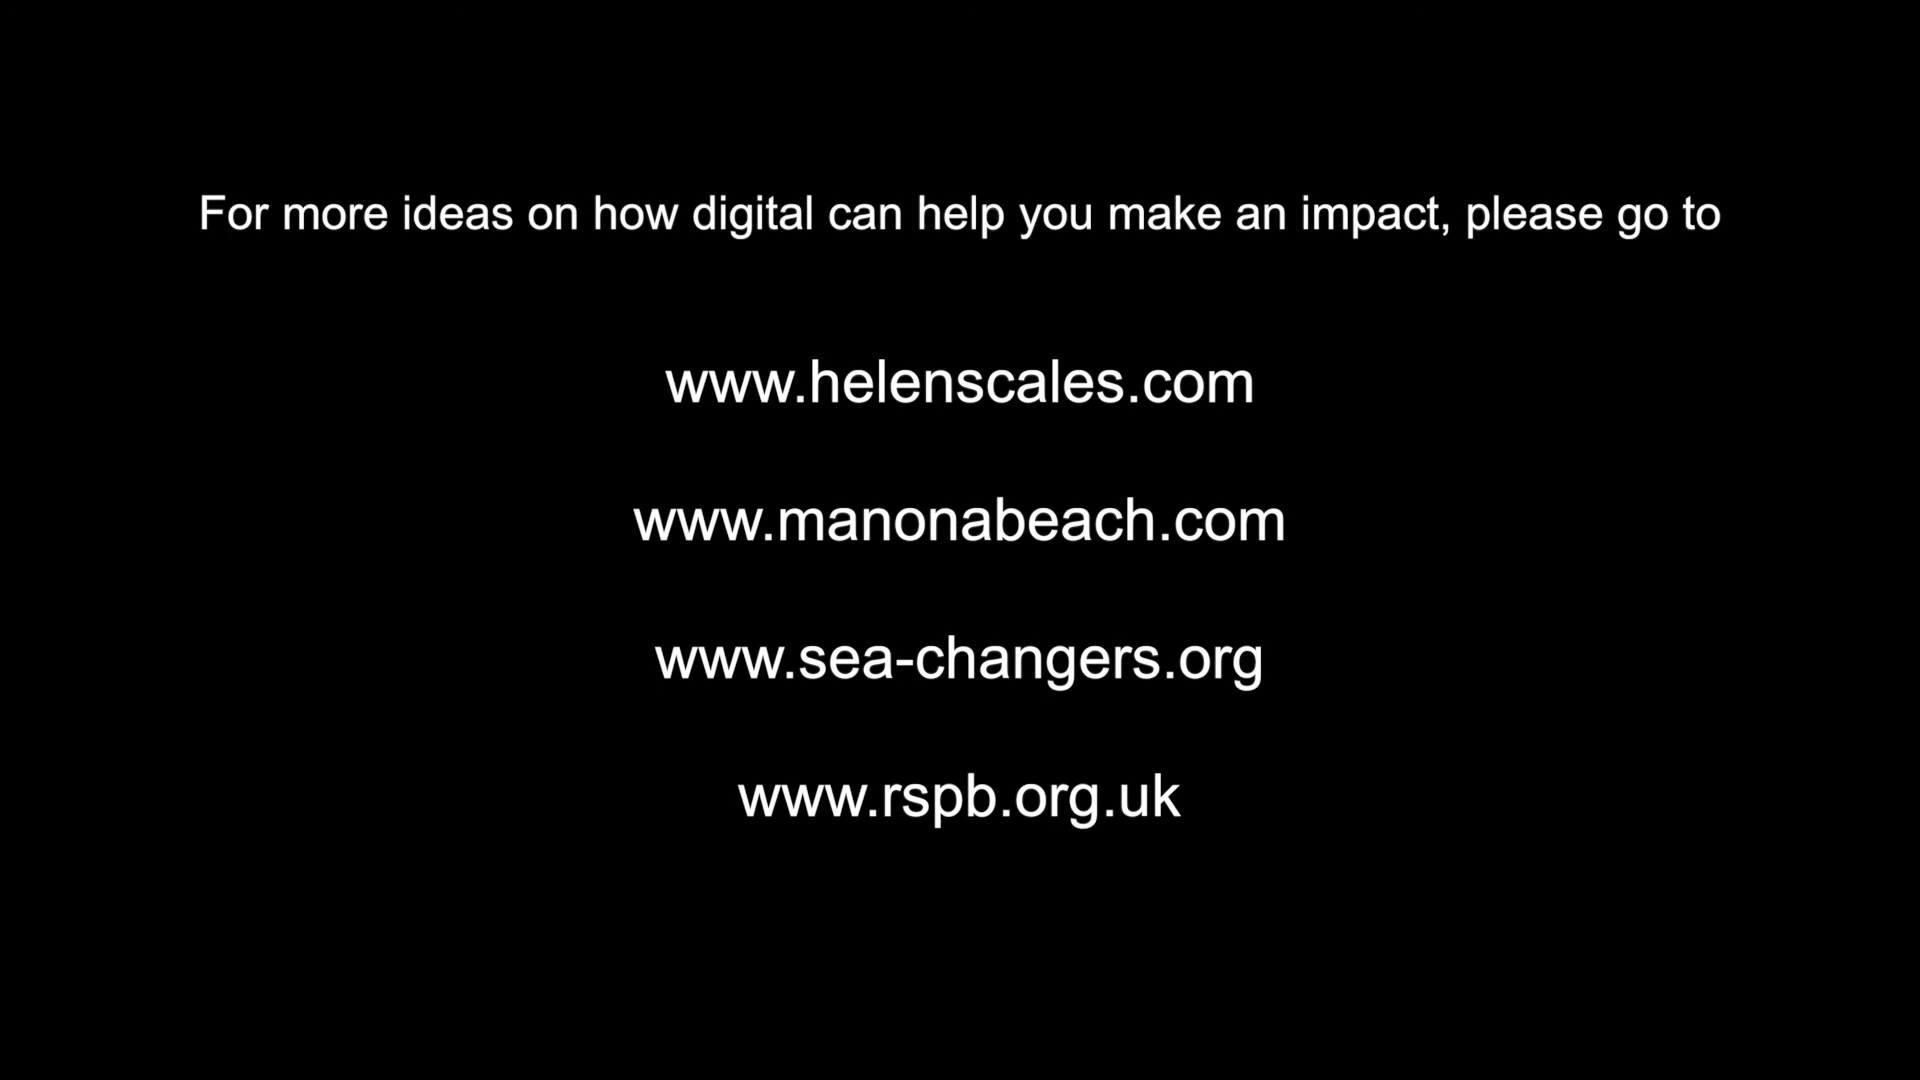 For more ideas on how digital can help you make an impact, please go to
www.helenscales.com
www.manonabeach.com
www.sea-changers.org
www.rspb.org.uk